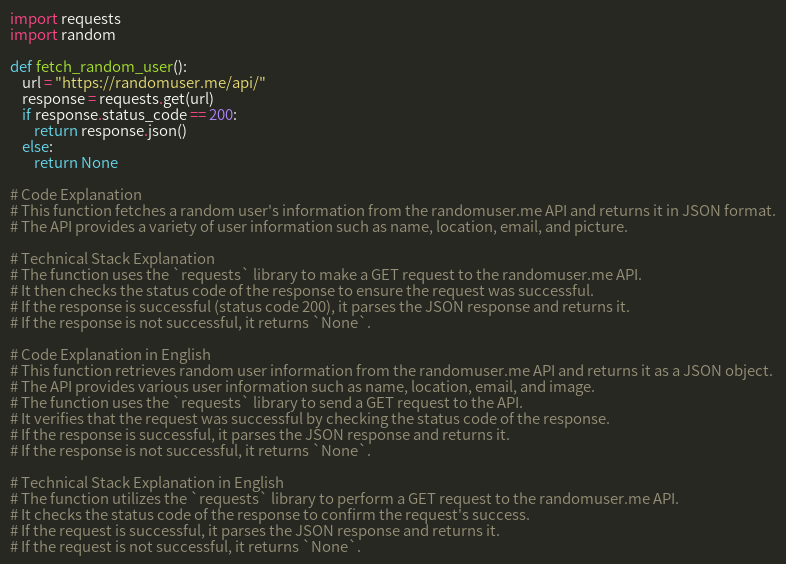 import requests
import random

def fetch_random_user():
    url = "https://randomuser.me/api/"
    response = requests.get(url)
    if response.status_code == 200:
        return response.json()
    else:
        return None

# Code Explanation
# This function fetches a random user's information from the randomuser.me API and returns it in JSON format.
# The API provides a variety of user information such as name, location, email, and picture.

# Technical Stack Explanation
# The function uses the `requests` library to make a GET request to the randomuser.me API.
# It then checks the status code of the response to ensure the request was successful.
# If the response is successful (status code 200), it parses the JSON response and returns it.
# If the response is not successful, it returns `None`.

# Code Explanation in English
# This function retrieves random user information from the randomuser.me API and returns it as a JSON object.
# The API provides various user information such as name, location, email, and image.
# The function uses the `requests` library to send a GET request to the API.
# It verifies that the request was successful by checking the status code of the response.
# If the response is successful, it parses the JSON response and returns it.
# If the response is not successful, it returns `None`.

# Technical Stack Explanation in English
# The function utilizes the `requests` library to perform a GET request to the randomuser.me API.
# It checks the status code of the response to confirm the request's success.
# If the request is successful, it parses the JSON response and returns it.
# If the request is not successful, it returns `None`.